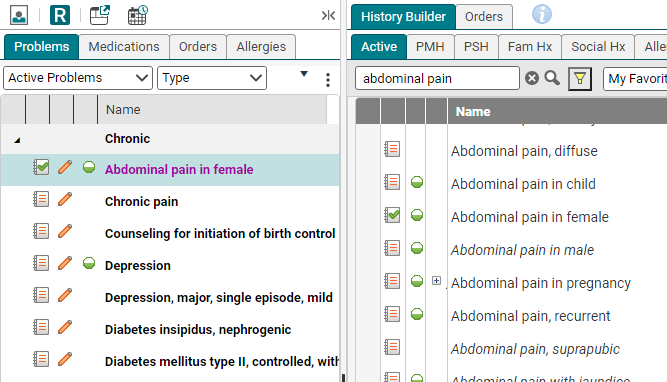 R
Problems Medications Orders Allergies
Active Problems Type
Name
Chronic
Abdominal pain in female
Chronic pain
Counseling for initiation of birth control
Depression
Depression, major, single episode, mild
Diabetes insipidus, nephrogenic
Diabetes mellitus type II, controlled, with
History Builder Orders i
Active PMH PSH Fam Hx Social Hx Alle
abdominal pain My Favorit
Name
Abdominal pain, diffuse
Abdominal pain in child
Abdominal pain in female
Abdominal pain in male
Abdominal pain in pregnancy
Abdominal pain, recurrent
Abdominal pain, suprapubic
Abdominal pain with jaundice